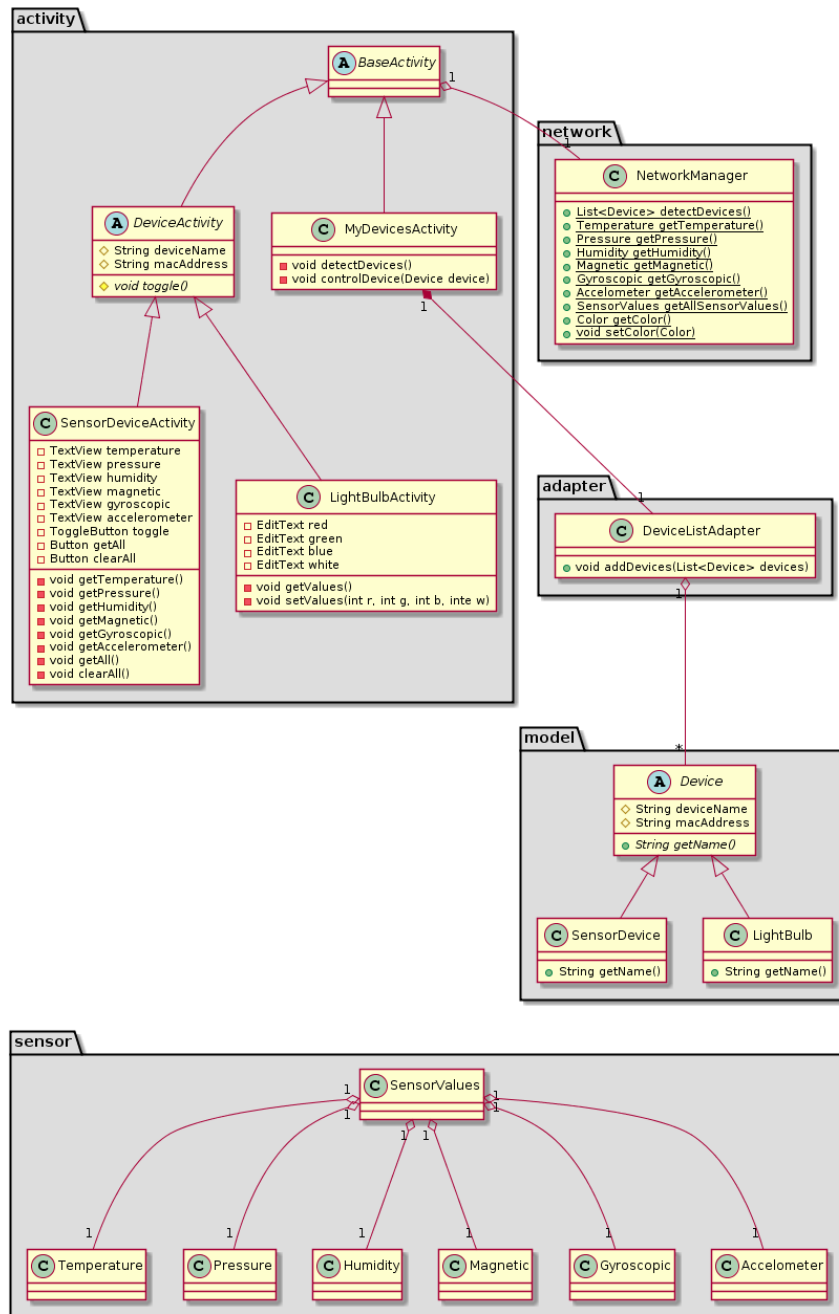 activity
A BaseActivity
1
1
network
C NetworkManager
List<Device> detectDevices()
Temperature getTemperature()
Pressure getPressure()
Humidity getHumidity()
Magnetic getMagnetic()
Gyroscopic getGyroscopic()
Accelometer getAccelerometer()
SensorValues getAllSensorValues()
Color getColor()
void setColor(Color)
A DeviceActivity
String deviceName
String macAddress
void toggle()
C MyDevicesActivity
void detectDevices()
void controlDevice(Device device)
1
1
C SensorDeviceActivity
TextView temperature
TextView pressure
TextView humidity
TextView magnetic
TextView gyroscopic
TextView accelerometer
ToggleButton toggle
Button getAll
Button clearAll
void getTemperature()
void getPressure()
void getHumidity()
void getMagnetic()
void getGyroscopic()
void getAccelerometer()
void getAll()
void clearAll()
C LightBulbActivity
EditText red
EditText green
EditText blue
EditText white
void getValues()
void setValues(int r, int g, int b, inte w)
adapter
C DeviceListAdapter
void addDevices(List<Device> devices)
1
*
model
A Device
String deviceName
String macAddress
String getName()
C SensorDevice
String getName()
C LightBulb
String getName()
sensor
C SensorValues
1
1
1
1
1
1
1
1
1
1
1
1
C Temperature
C Pressure
C Humidity
C Magnetic
C Gyroscopic
C Accelometer